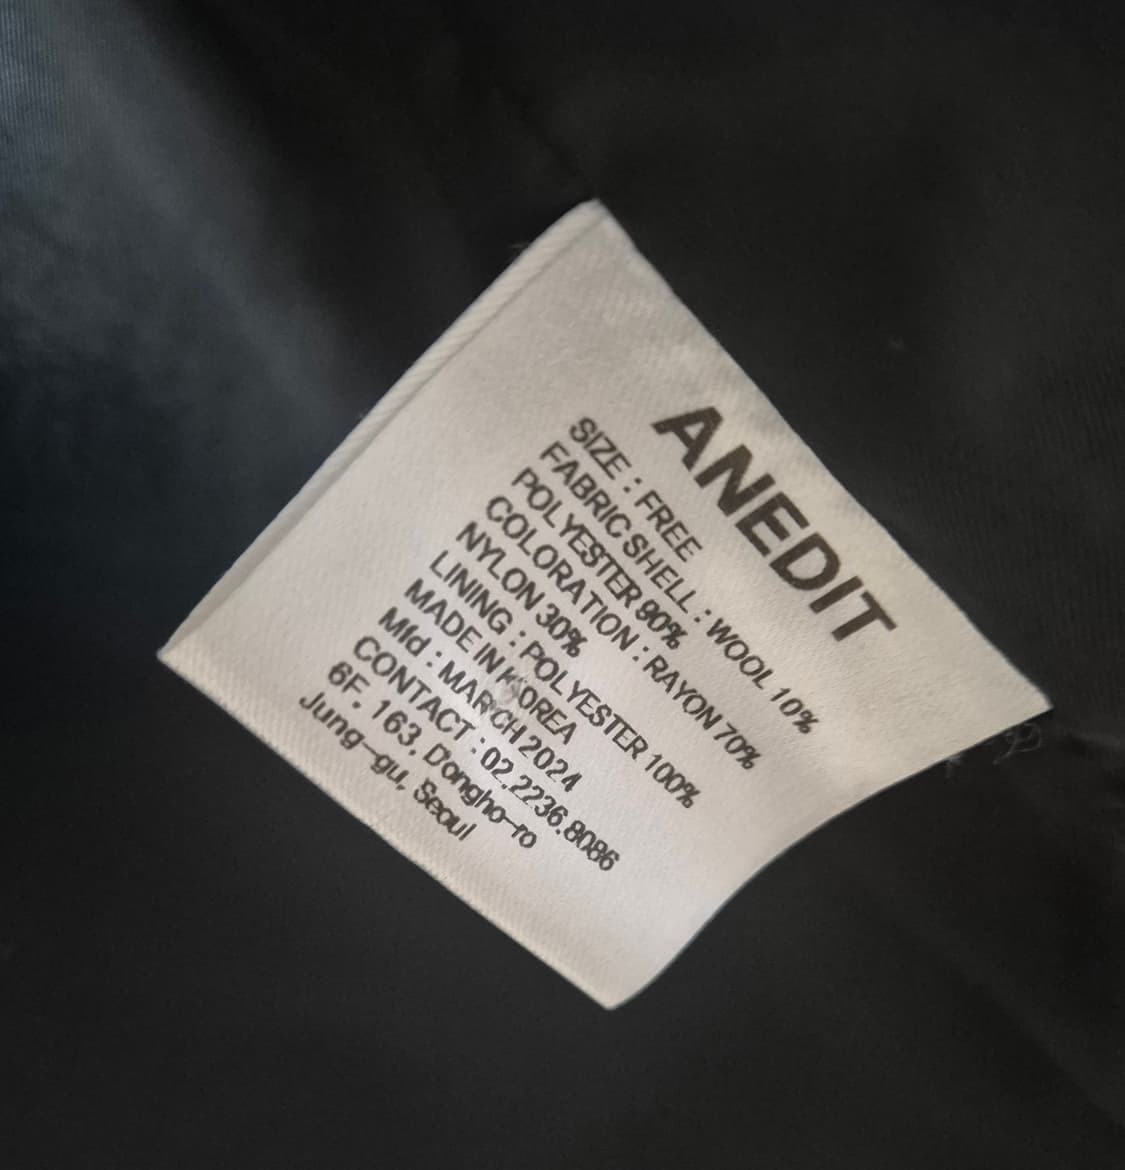 ANEDIT
SIZE : FREE
FABRIC SHELL : WOOL 10%
POLYESTER 90%
COLORATION : RAYON 70%
NYLON 30%
LINING : POLYESTER 100%
MADE IN KOREA
Mfd : MARCH 2024
CONTACT : 02.2236.8086
6F. 163, Dongho-ro
Jung-gu, Seoul